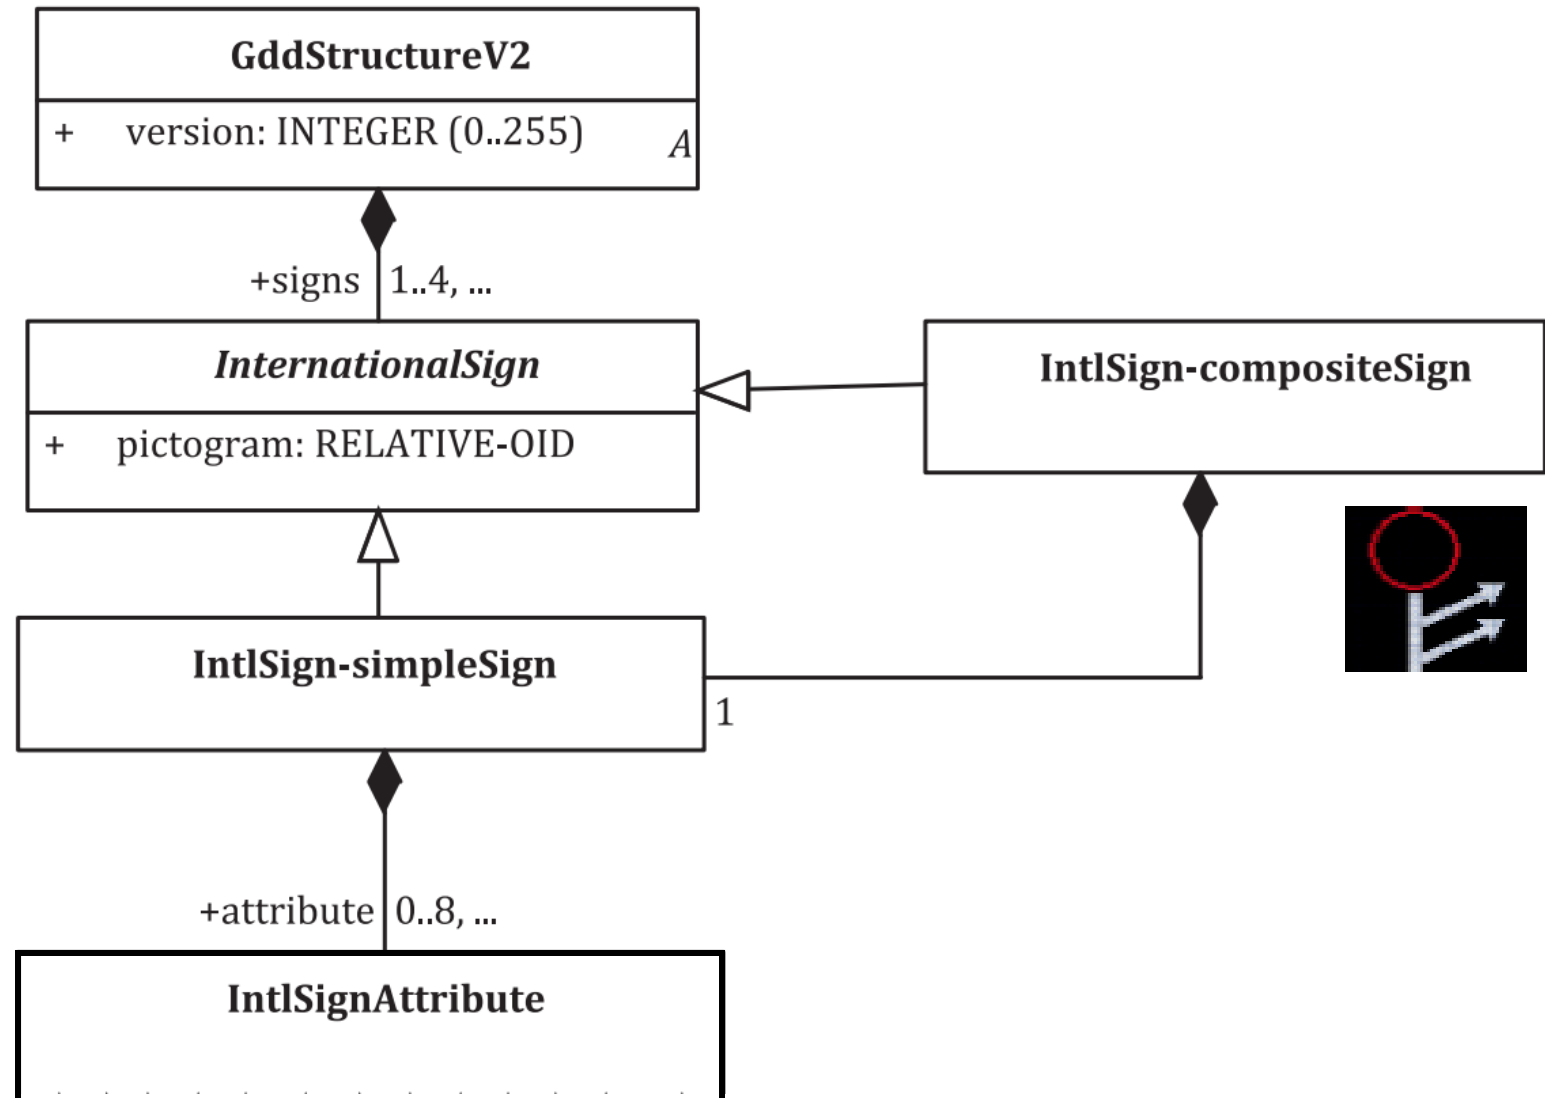 GddStructureV2
+ version: INTEGER (0..255)
A
+signs 1..4, ...
InternationalSign
+ pictogram: RELATIVE-OID
IntlSign-compositeSign
IntlSign-simpleSign
1
+attribute 0..8, ...
IntlSignAttribute